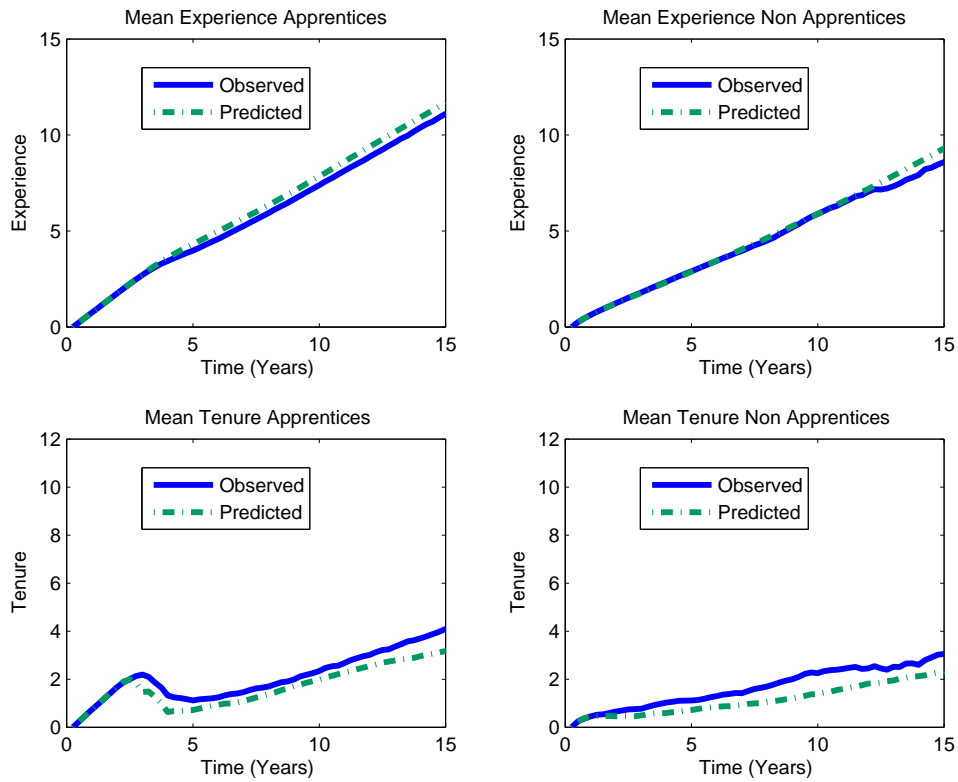 Mean Experience Apprentices
15
10
5
0
Experience
Observed
Predicted
0 5 10 15
Time (Years)
Mean Experience Non Apprentices
15
10
5
0
Experience
Observed
Predicted
0 5 10 15
Time (Years)
Mean Tenure Apprentices
12
10
8
6
4
2
0
Tenure
Observed
Predicted
0 5 10 15
Time (Years)
Mean Tenure Non Apprentices
12
10
8
6
4
2
0
Tenure
Observed
Predicted
0 5 10 15
Time (Years)